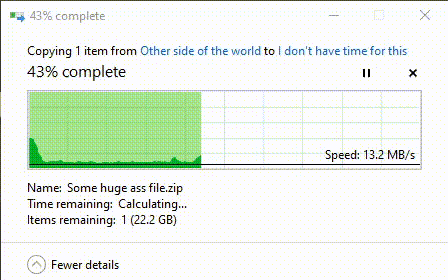 43% complete
Copying 1 item from Other side of the world to I don't have time for this
43% complete
Speed: 13.2 MB/s
Name: Some huge ass file.zip
Time remaining: Calculating...
Items remaining: 1 (22.2 GB)
Fewer details